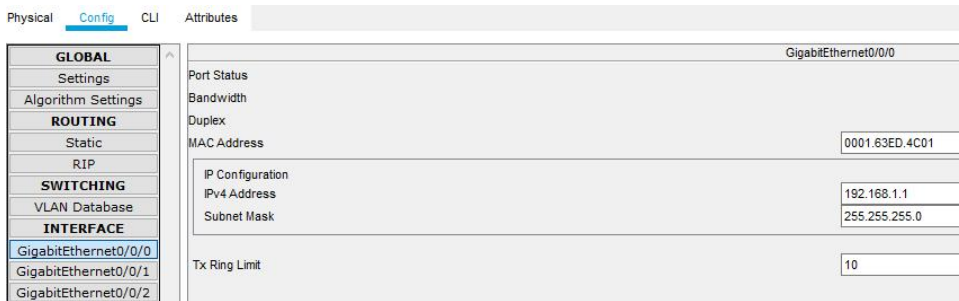 Physical Config CLI Attributes
GLOBAL
Settings
Algorithm Settings
ROUTING
Static
RIP
SWITCHING
VLAN Database
INTERFACE
GigabitEthernet0/0/0
GigabitEthernet0/0/1
GigabitEthernet0/0/2
GigabitEthernet0/0/0
Port Status
Bandwidth
Duplex
MAC Address 0001.63ED.4C01
IP Configuration
IPv4 Address 192.168.1.1
Subnet Mask 255.255.255.0
Tx Ring Limit 10